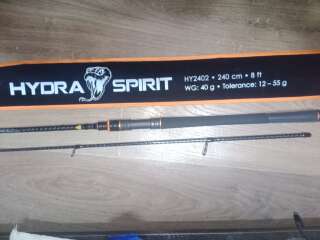 HYDRA SPIRIT
HY2402 • 240 cm • 8 ft
WG: 40 g • Tolerance: 12 – 55 g